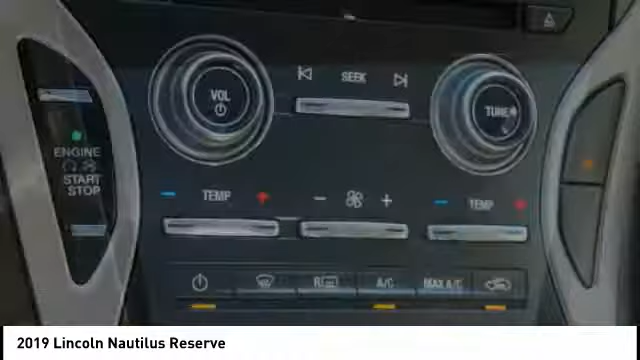 SEEK
VOL
TUNE
ENGINE
START
STOP
− TEMP +
− +
− TEMP +
R A/C MAX A/C
2019 Lincoln Nautilus Reserve